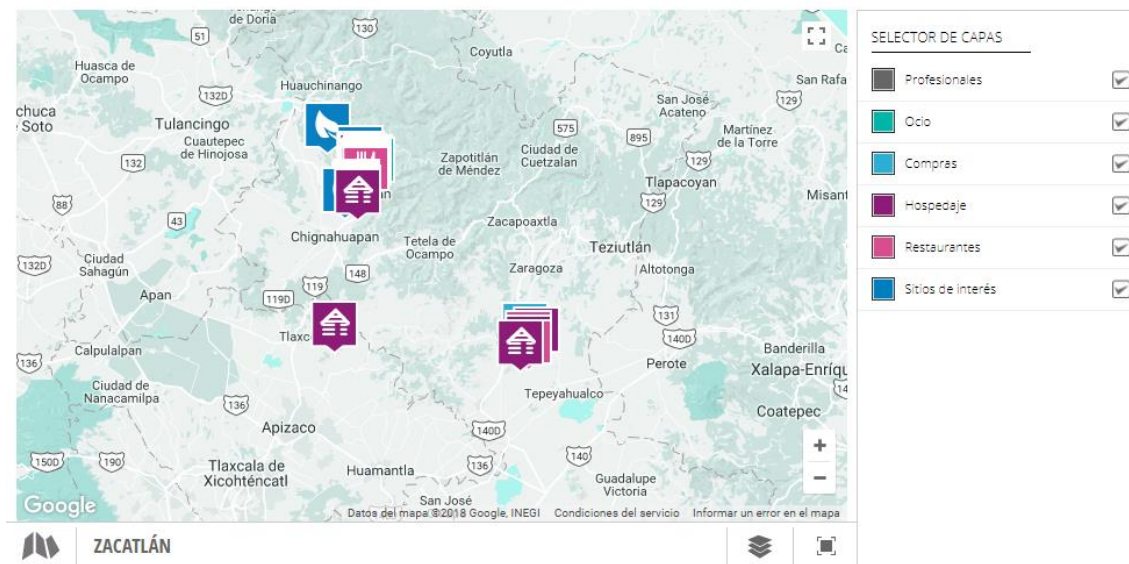 de Doria
51
130
Coyutla
Huasca de
Ocampo
Huauchinango
San Rafa
132D
San José
Acateno
129
chuca
Soto
Tulancingo
575
895
Martínez
de la Torre
Cuautepec
de Hinojosa
Ciudad de
Cuetzalan
132
Zapotitlán
de Méndez
129
Tlapacoyan
129
Misant
88
43
Zacapoaxtla
Chignahuapan
Tetela de
Ocampo
Teziutlán
132D
Ciudad
Sahagún
148
Zaragoza
Altotonga
119
Apan
119D
131
Tlaxc
140D
Banderilla
136
Calpulalpan
Perote
Xalapa-Enríqu
Ciudad de
Nanacamilpa
Tepeyahualco
136
Coatepec
Apizaco
140D
150D
190
Tlaxcala de
Xicohténcatl
Huamantla
136
140
Guadalupe
Victoria
San José
Google
Datos del mapa ©2018 Google, INEGI Condiciones del servicio Informar un error en el mapa
ZACATLÁN
SELECTOR DE CAPAS
Profesionales
Ocio
Compras
Hospedaje
Restaurantes
Sitios de interés